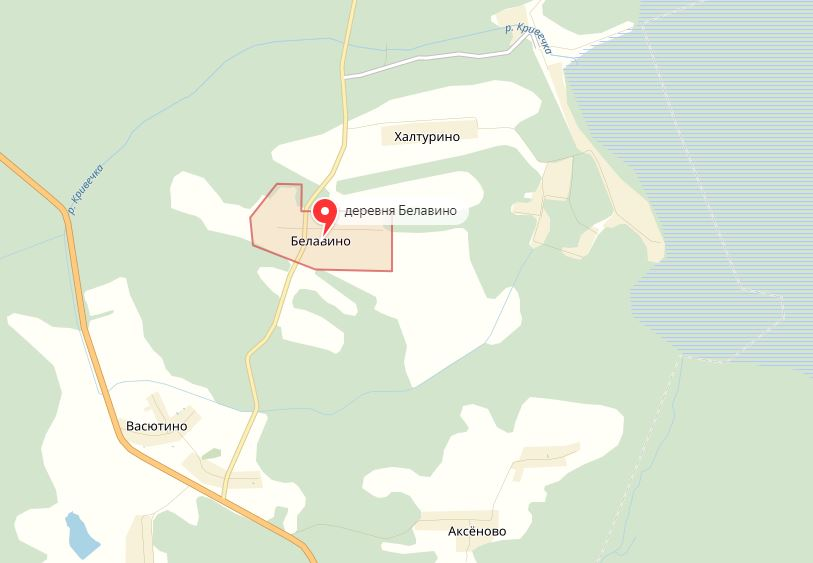 р. Кривечка
Халтурино
р. Кривечка
деревня Белавино
Белавино
Васютино
Аксёново